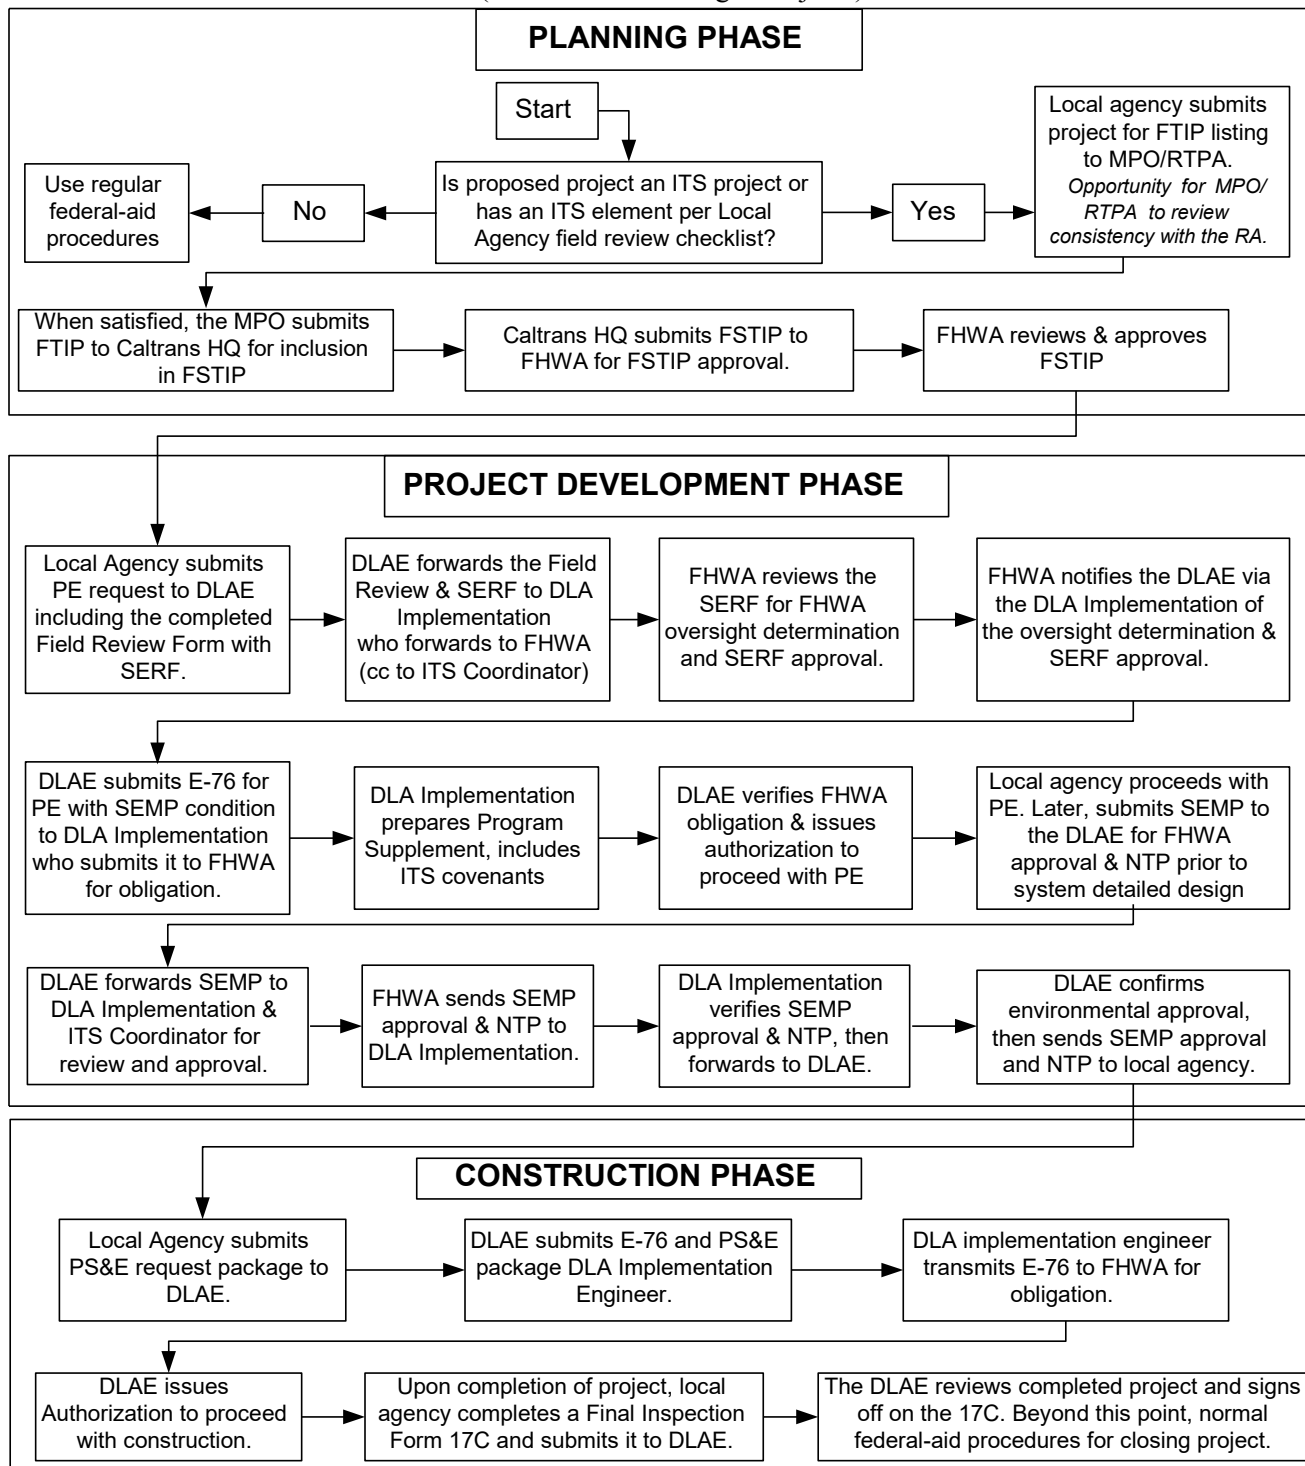 PLANNING PHASE
Start
Is proposed project an ITS project or
has an ITS element per Local
Agency field review checklist?
No
Use regular
federal-aid
procedures
Yes
Local agency submits
project for FTIP listing
to MPO/RTPA.
Opportunity for MPO/
RTPA to review
consistency with the RA.
When satisfied, the MPO submits
FTIP to Caltrans HQ for inclusion
in FSTIP
Caltrans HQ submits FSTIP to
FHWA for FSTIP approval.
FHWA reviews & approves
FSTIP
PROJECT DEVELOPMENT PHASE
Local Agency submits
PE request to DLAE
including the completed
Field Review Form with
SERF.
DLAE forwards the Field
Review & SERF to DLA
Implementation
who forwards to FHWA
(cc to ITS Coordinator)
FHWA reviews the
SERF for FHWA
oversight determination
and SERF approval.
FHWA notifies the DLAE via
the DLA Implementation of
the oversight determination &
SERF approval.
DLAE submits E-76 for
PE with SEMP condition
to DLA Implementation
who submits it to FHWA
for obligation.
DLA Implementation
prepares Program
Supplement, includes
ITS covenants
DLAE verifies FHWA
obligation & issues
authorization to
proceed with PE
Local agency proceeds with
PE. Later, submits SEMP to
the DLAE for FHWA
approval & NTP prior to
system detailed design
DLAE forwards SEMP to
DLA Implementation &
ITS Coordinator for
review and approval.
FHWA sends SEMP
approval & NTP to
DLA Implementation.
DLA Implementation
verifies SEMP
approval & NTP, then
forwards to DLAE.
DLAE confirms
environmental approval,
then sends SEMP approval
and NTP to local agency.
CONSTRUCTION PHASE
Local Agency submits
PS&E request package to
DLAE.
DLAE submits E-76 and PS&E
package DLA Implementation
Engineer.
DLA implementation engineer
transmits E-76 to FHWA for
obligation.
DLAE issues
Authorization to proceed
with construction.
Upon completion of project, local
agency completes a Final Inspection
Form 17C and submits it to DLAE.
The DLAE reviews completed project and signs
off on the 17C. Beyond this point, normal
federal-aid procedures for closing project.